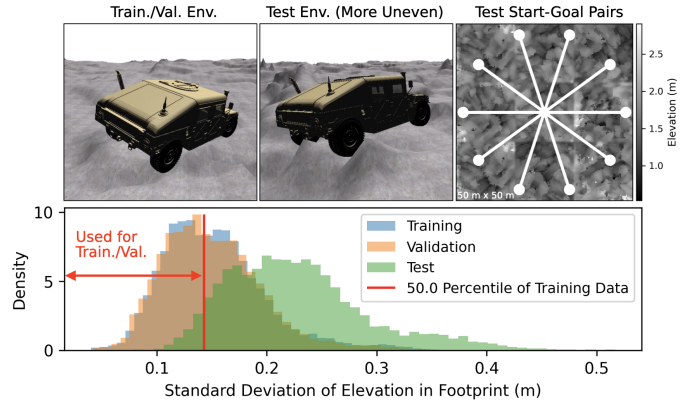 Train./Val. Env.
Test Env. (More Uneven)
Test Start-Goal Pairs
50 m x 50 m
2.5
2.0
1.5
1.0
Elevation (m)
10
5
0
Density
Used for
Train./Val.
Training
Validation
Test
50.0 Percentile of Training Data
0.1
0.2
0.3
0.4
0.5
Standard Deviation of Elevation in Footprint (m)